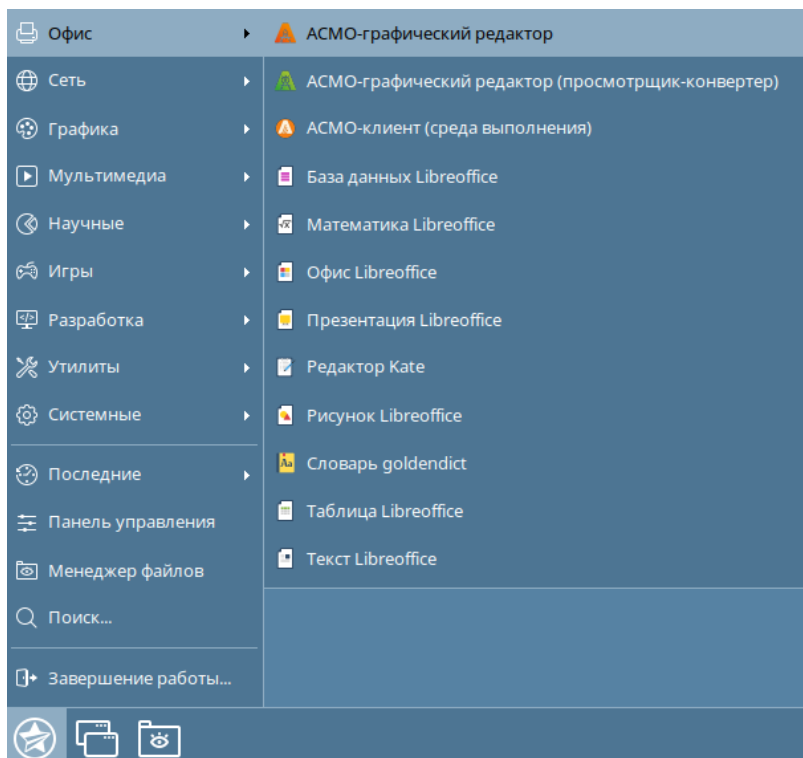 Офис
Сеть
Графика
Мультимедиа
Научные
Игры
Разработка
Утилиты
Системные
Последние
Панель управления
Менеджер файлов
Поиск...
Завершение работы...
АСМО-графический редактор
АСМО-графический редактор (просмотрщик-конвертер)
АСМО-клиент (среда выполнения)
База данных Libreoffice
Математика Libreoffice
Офис Libreoffice
Презентация Libreoffice
Редактор Kate
Рисунок Libreoffice
Словарь goldendict
Таблица Libreoffice
Текст Libreoffice